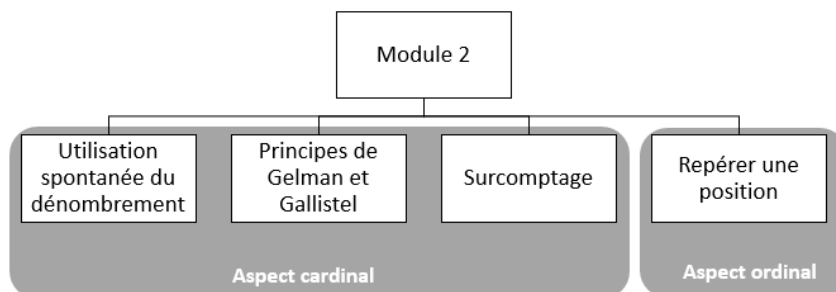 Module 2
Utilisation
spontanée du
dénombrement
Principes de
Gelman et
Gallistel
Surcomptage
Repérer une
position
Aspect cardinal
Aspect ordinal